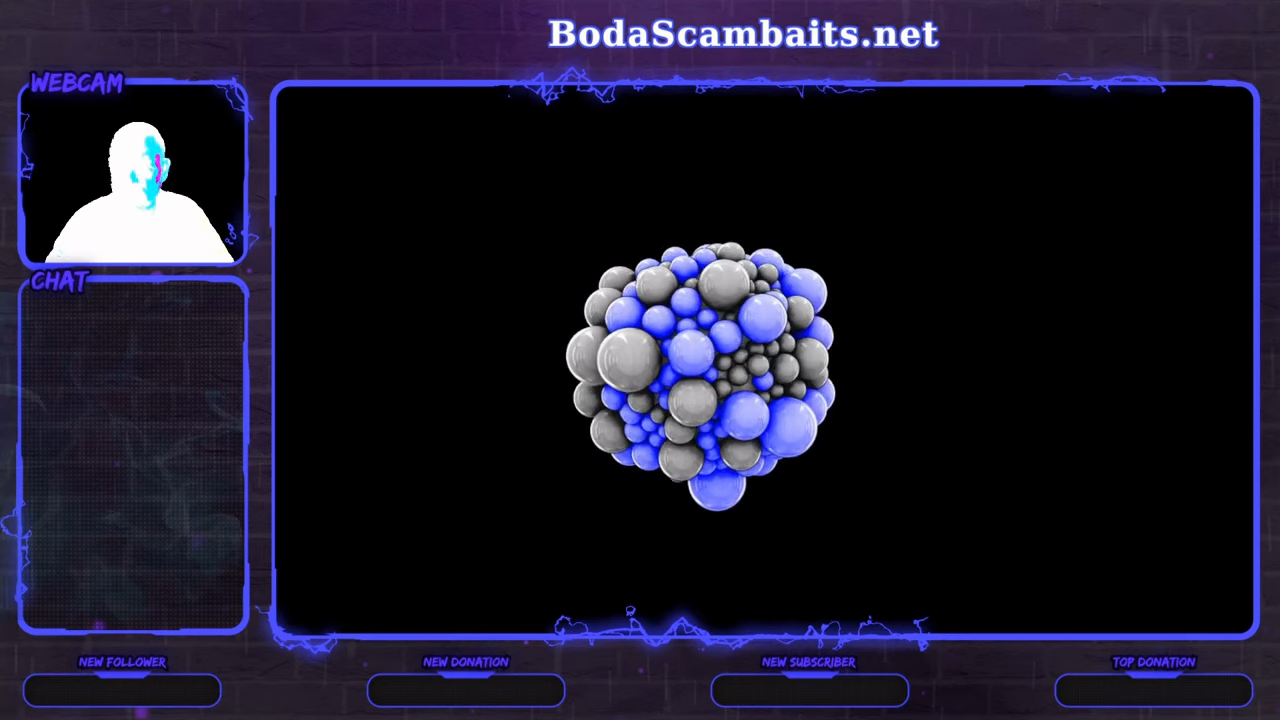 BodaScambaits.net
WEBCAM
CHAT
NEW FOLLOWER
NEW DONATION
NEW SUBSCRIBER
TOP DONATION